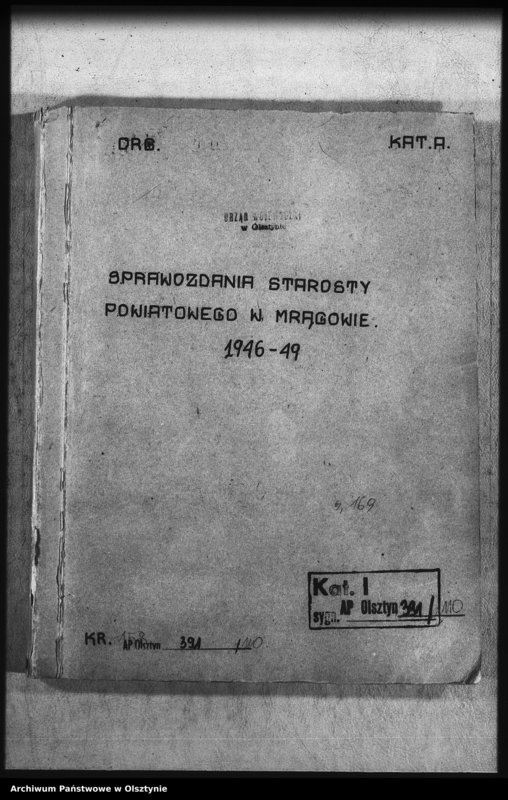 ORG. KAT.A.
URZĄD WOJEWÓDZKI
w Olsztynie
SPRAWOZDANIA STAROSTY
POWIATOWEGO W MRĄGOWIE.
1946-49
169
Kat. I
sygn. AP Olsztyn 391/110
KR. AP Olsztyn 391/110
Archiwum Państwowe w Olsztynie